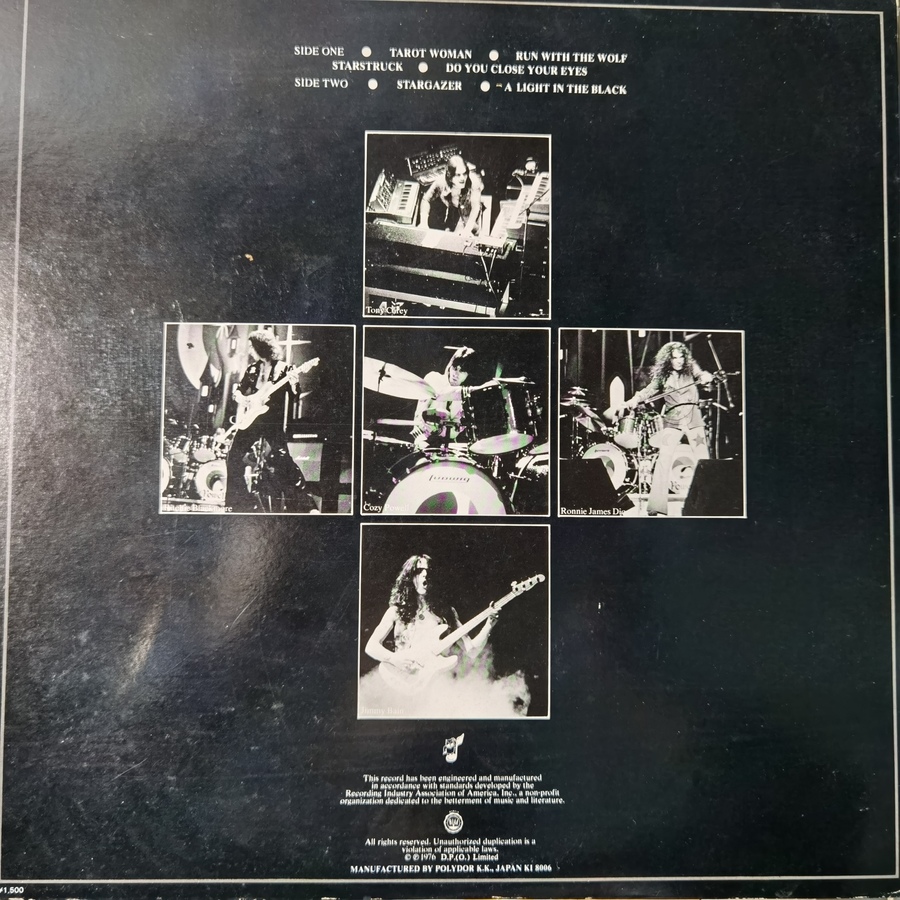 SIDE ONE ● TAROT WOMAN ● RUN WITH THE WOLF
STARSTRUCK ● DO YOU CLOSE YOUR EYES
SIDE TWO ● STARGAZER ● A LIGHT IN THE BLACK
Tony Carey
Ritchie Blackmore
Cozy
Ronnie James Dio
This record has been engineered and manufactured
in accordance with standards developed by the
Recording Industry Association of America, Inc., a non-profit
organization dedicated to the betterment of music and literature.
All rights reserved. Unauthorized duplication is a
violation of applicable laws.
© ℗ 1976 D.P.(O.) Limited
MANUFACTURED BY POLYDOR K.K., JAPAN KI 8006
¥1,500